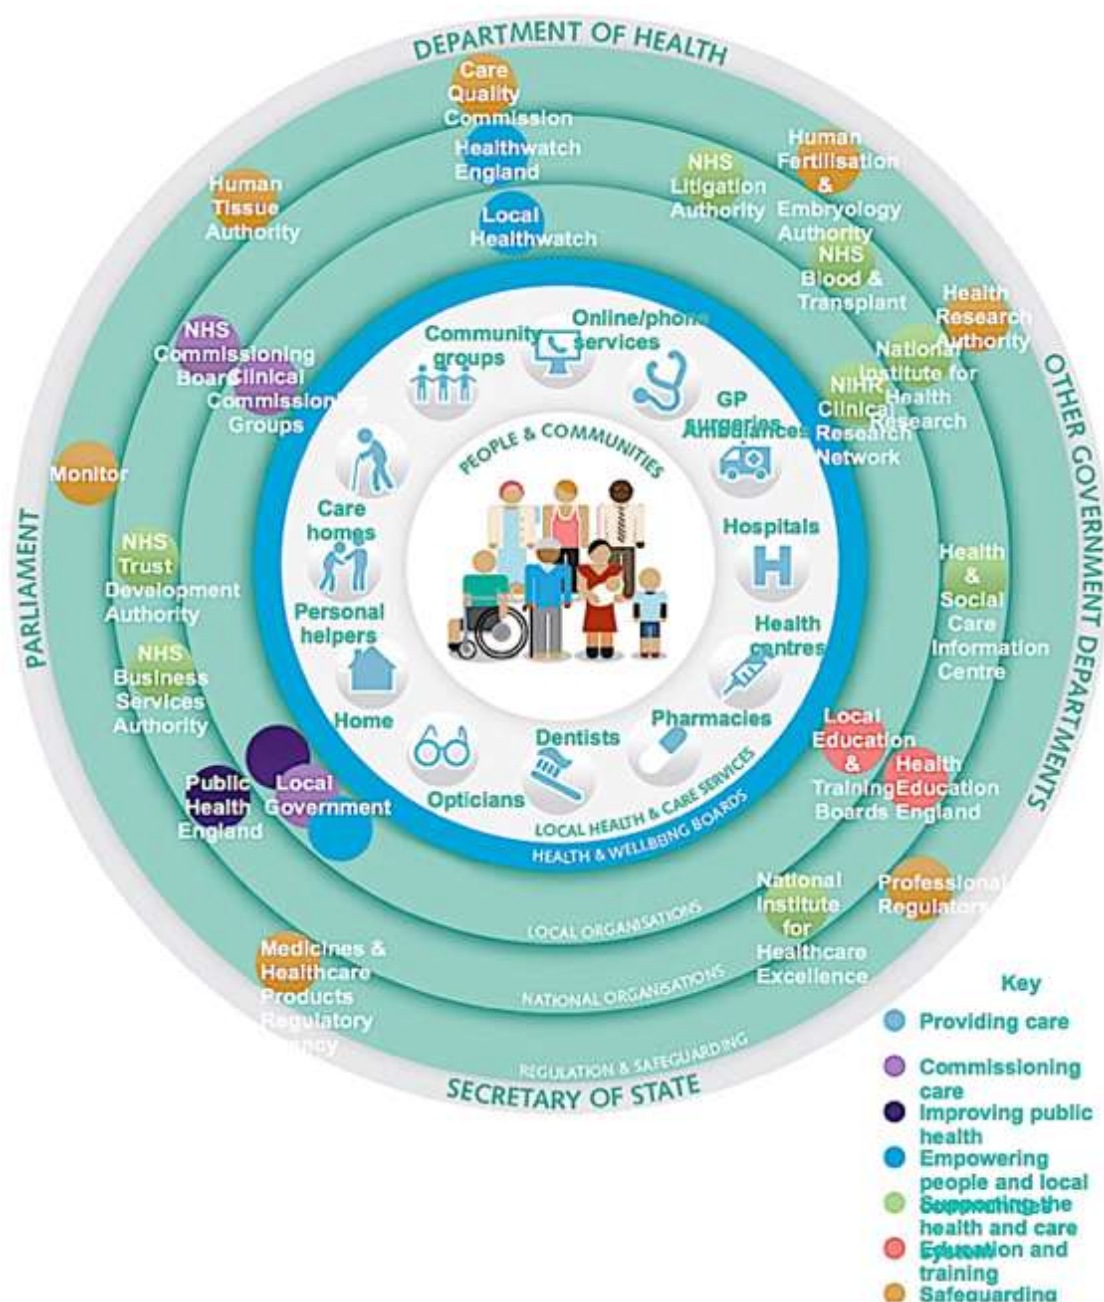 DEPARTMENT OF HEALTH
Care
Quality
Commission
Healthwatch
England
Local
Healthwatch
Human
Tissue
Authority
NHS
Litigation
Authority
Human
Fertilisation
&
Embryology
Authority
NHS
Blood &
Transplant
Health
Research
Authority
National
Institute for
Health
Research
NIHR
Clinical
Research
Network
NHS
Commissioning
Board
Clinical
Commissioning
Groups
Monitor
NHS
Trust
Development
Authority
NHS
Business
Services
Authority
Public
Health
England
Local
Government
PARLIAMENT
OTHER GOVERNMENT DEPARTMENTS
Community
groups
Online/phone
services
GP
surgeries
Ambulances
PEOPLE & COMMUNITIES
Care
homes
Hospitals
Personal
helpers
Health
centres
Home
Pharmacies
Dentists
Opticians
LOCAL HEALTH & CARE SERVICES
HEALTH & WELLBEING BOARDS
Health
&
Social
Care
Information
Centre
Local
Education
&
Training
Boards
Health
Education
England
National
Institute
for
Healthcare
Excellence
Professional
Regulators
Medicines &
Healthcare
Products
Regulatory
LOCAL ORGANISATIONS
NATIONAL ORGANISATIONS
REGULATION & SAFEGUARDING
SECRETARY OF STATE
Key
Providing care
Commissioning
care
Improving public
health
Empowering
people and local
communities
Supporting the
health and care
system
Education and
training
Safeguarding